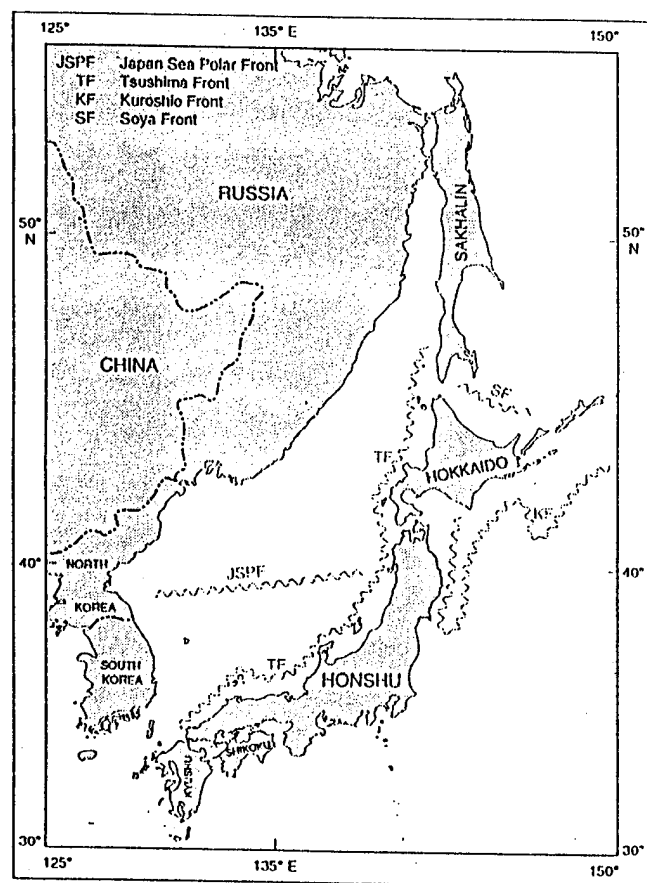 125° 135° E 150°
JSPF Japan Sea Polar Front
TF Tsushima Front
KF Kuroshio Front
SF Soya Front
RUSSIA
SAKHALIN
50°
N
50°
N
CHINA
SF
TF
HOKKAIDO
KF
40°
NORTH
KOREA
JSPF
40°
SOUTH
KOREA
TF
HONSHU
SHIKOKU
KYUSHU
30°
30°
125° 135° E 150°